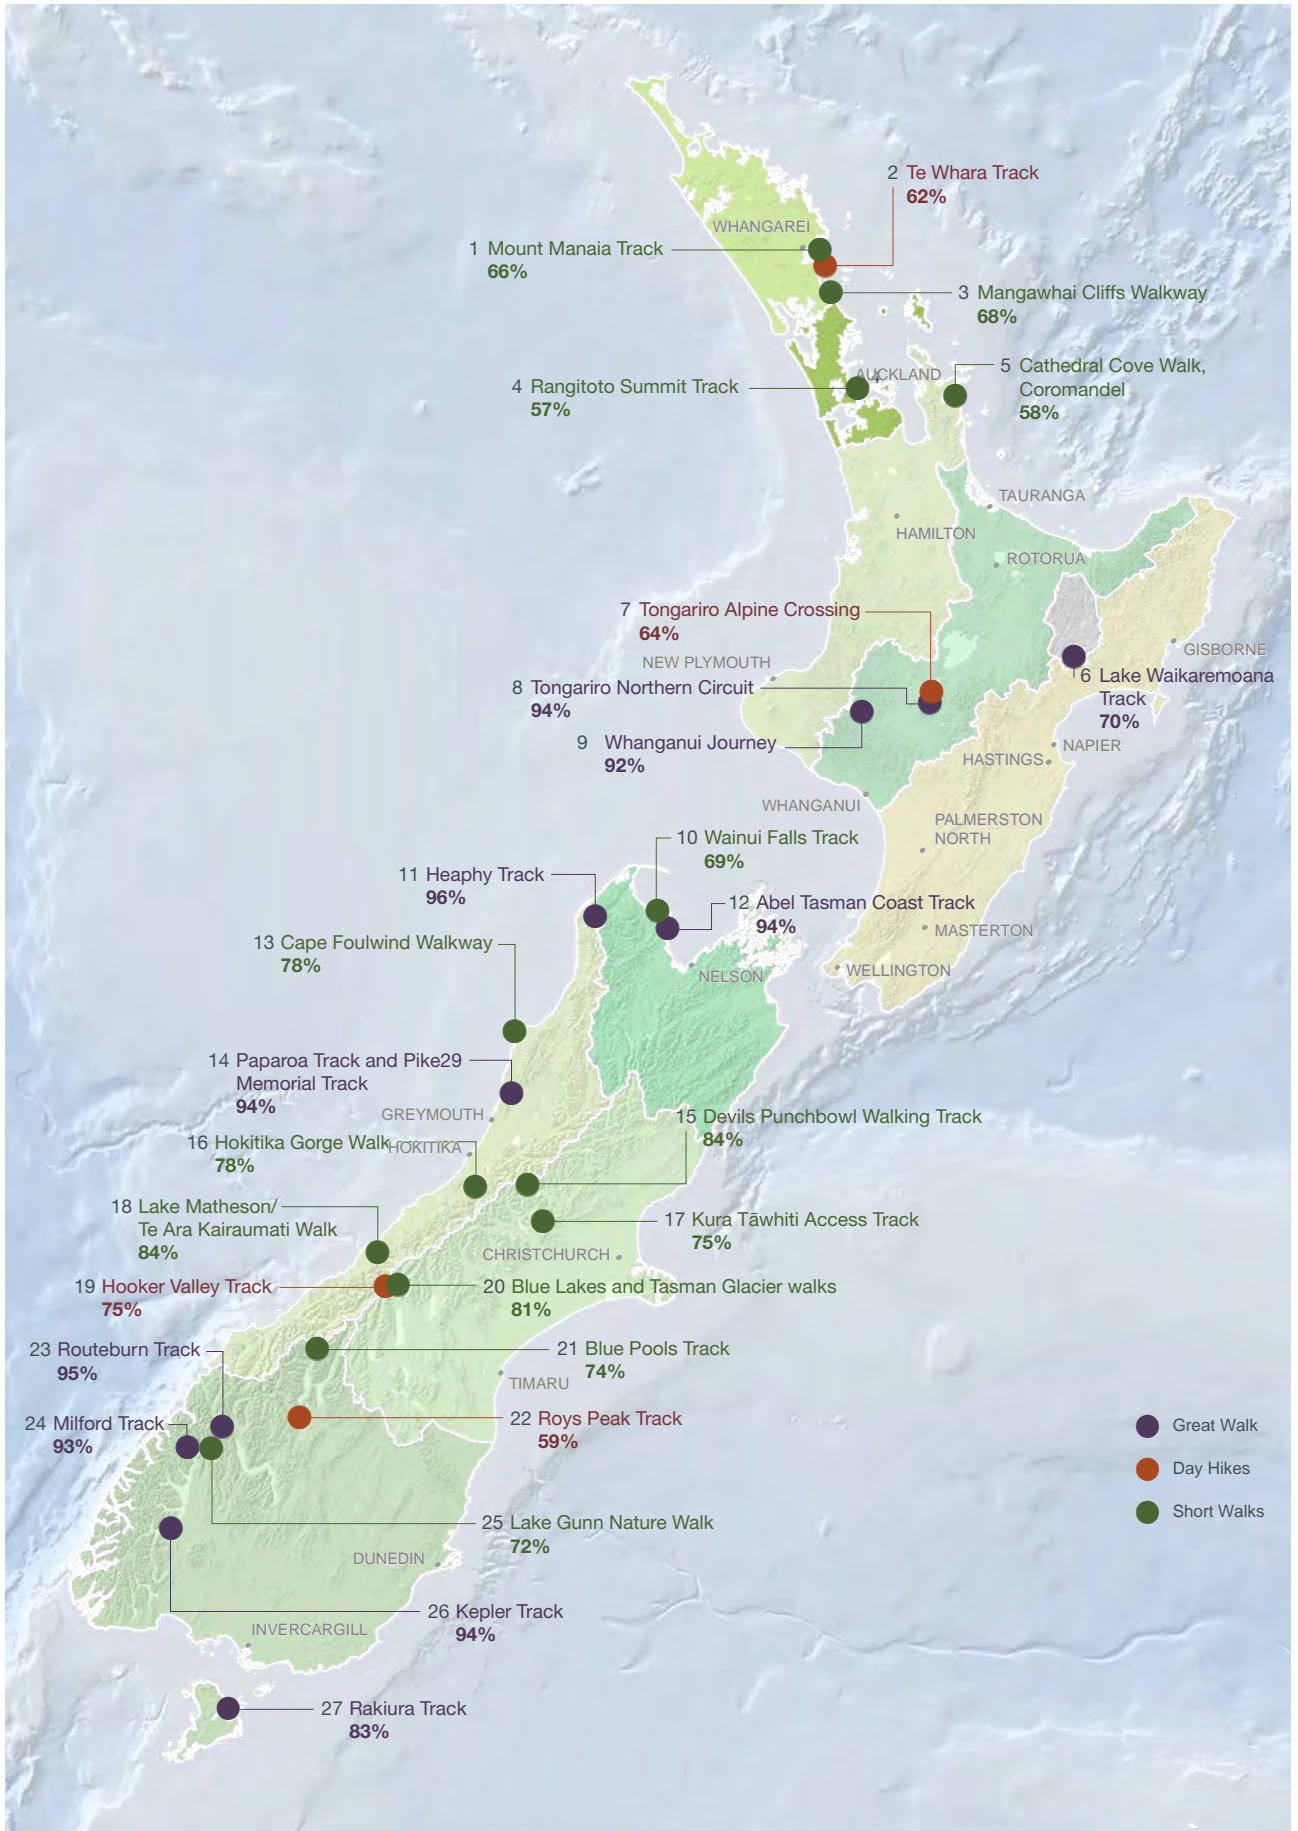 2 Te Whara Track
62%
WHANGAREI
1 Mount Manaia Track
66%
3 Mangawhai Cliffs Walkway
68%
5 Cathedral Cove Walk,
Coromandel
58%
AUCKLAND
4 Rangitoto Summit Track
57%
TAURANGA
HAMILTON
ROTORUA
7 Tongariro Alpine Crossing
64%
GISBORNE
NEW PLYMOUTH
6 Lake Waikaremoana
Track
70%
8 Tongariro Northern Circuit
94%
9 Whanganui Journey
92%
NAPIER
HASTINGS
WHANGANUI
PALMERSTON
NORTH
10 Wainui Falls Track
69%
11 Heaphy Track
96%
12 Abel Tasman Coast Track
94%
MASTERTON
13 Cape Foulwind Walkway
78%
WELLINGTON
NELSON
14 Paparoa Track and Pike29
Memorial Track
94%
GREYMOUTH
15 Devils Punchbowl Walking Track
84%
16 Hokitika Gorge Walk
78%
HOKITIKA
18 Lake Matheson/
Te Ara Kairaumati Walk
84%
17 Kura Tāwhiti Access Track
75%
CHRISTCHURCH
19 Hooker Valley Track
75%
20 Blue Lakes and Tasman Glacier walks
81%
23 Routeburn Track
95%
21 Blue Pools Track
74%
TIMARU
24 Milford Track
93%
22 Roys Peak Track
59%
Great Walk
Day Hikes
Short Walks
25 Lake Gunn Nature Walk
72%
DUNEDIN
26 Kepler Track
94%
INVERCARGILL
27 Rakiura Track
83%